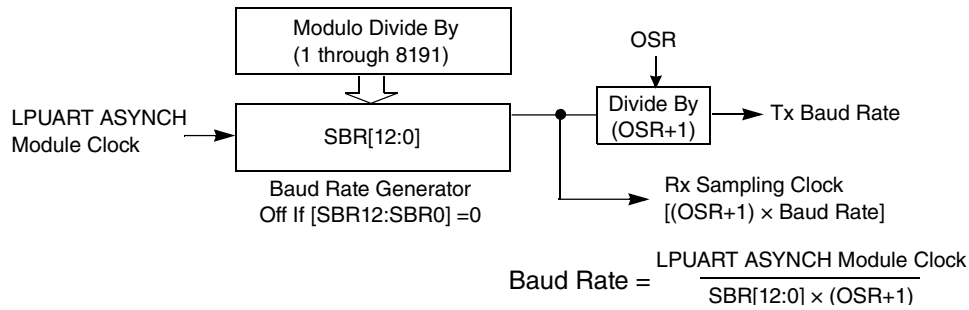 Modulo Divide By
(1 through 8191)
OSR
LPUART ASYNCH
Module Clock
SBR[12:0]
Divide By
(OSR+1)
Tx Baud Rate
Baud Rate Generator
Off If [SBR12:SBR0] =0
Rx Sampling Clock
[(OSR+1) × Baud Rate]
Baud Rate =
LPUART ASYNCH Module Clock
SBR[12:0] × (OSR+1)